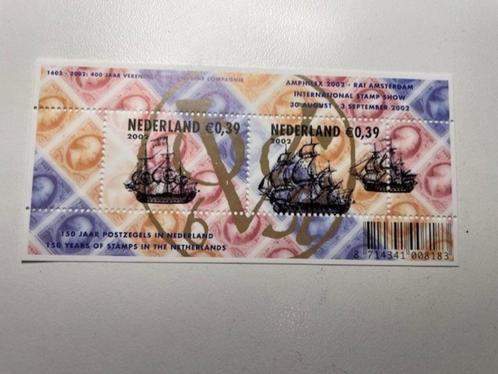 1602 - 2002: 400 JAAR VERENIGDE COMPAGNIE
AMPHILEX 2002 - RAI AMSTERDAM
INTERNATIONAL STAMP SHOW
30 AUGUST - 3 SEPTEMBER 2002
NEDERLAND €0,39
2002
NEDERLAND €0,39
2002
150 JAAR POSTZEGELS IN NEDERLAND
150 YEARS OF STAMPS IN THE NETHERLANDS
8 714341 008183